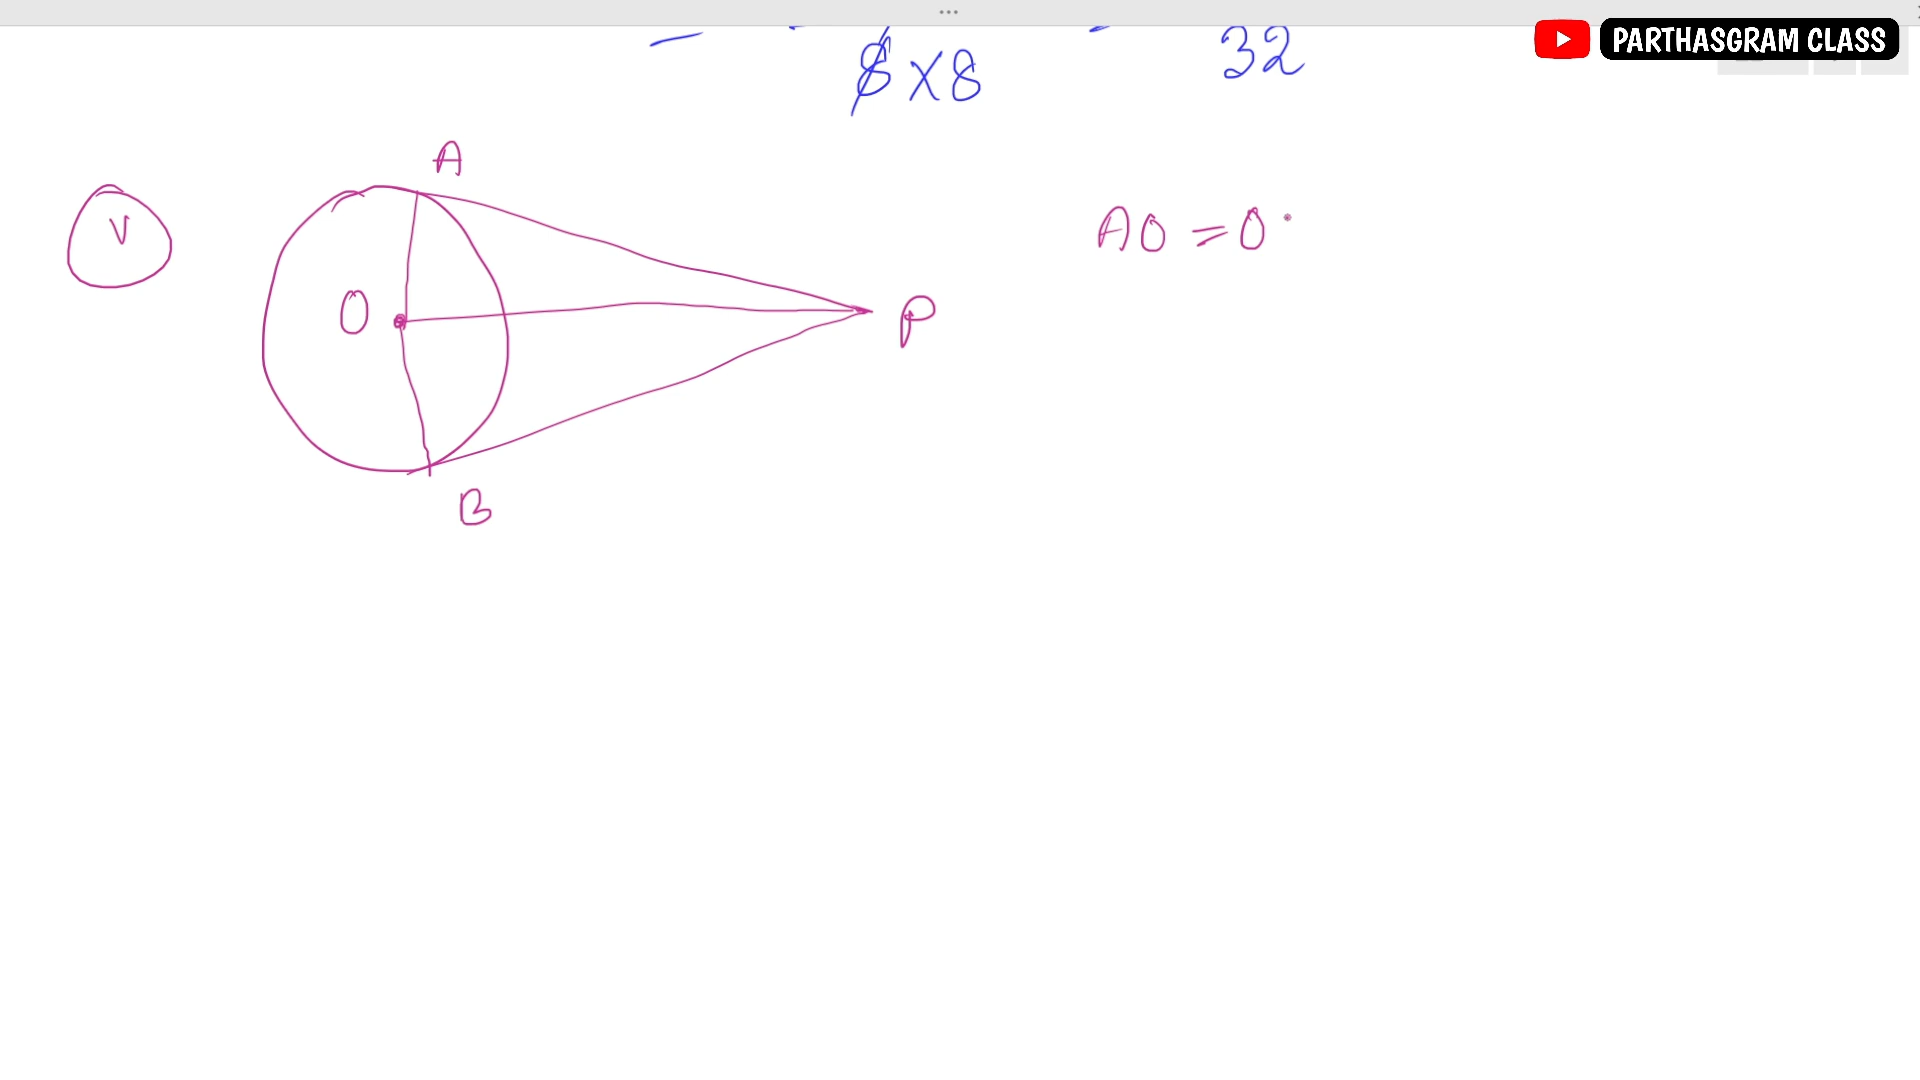 PARTHASGRAM CLASS
8 × 8
32
A
V
AO = O
O
P
B